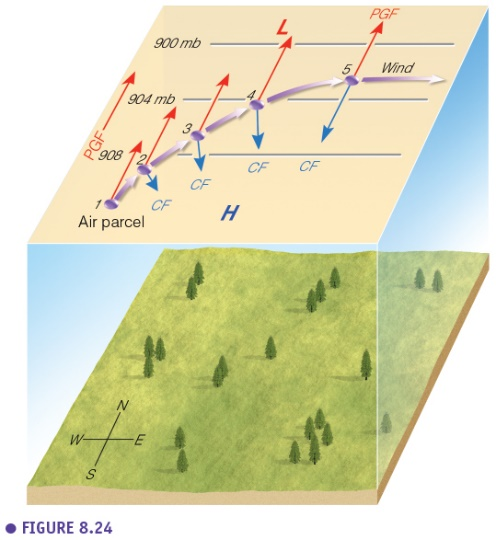 PGF
L
900 mb
5
Wind
4
904 mb
PGF
3
908
2
CF
CF
CF
CF
1
H
Air parcel
N
W
E
S
● FIGURE 8.24